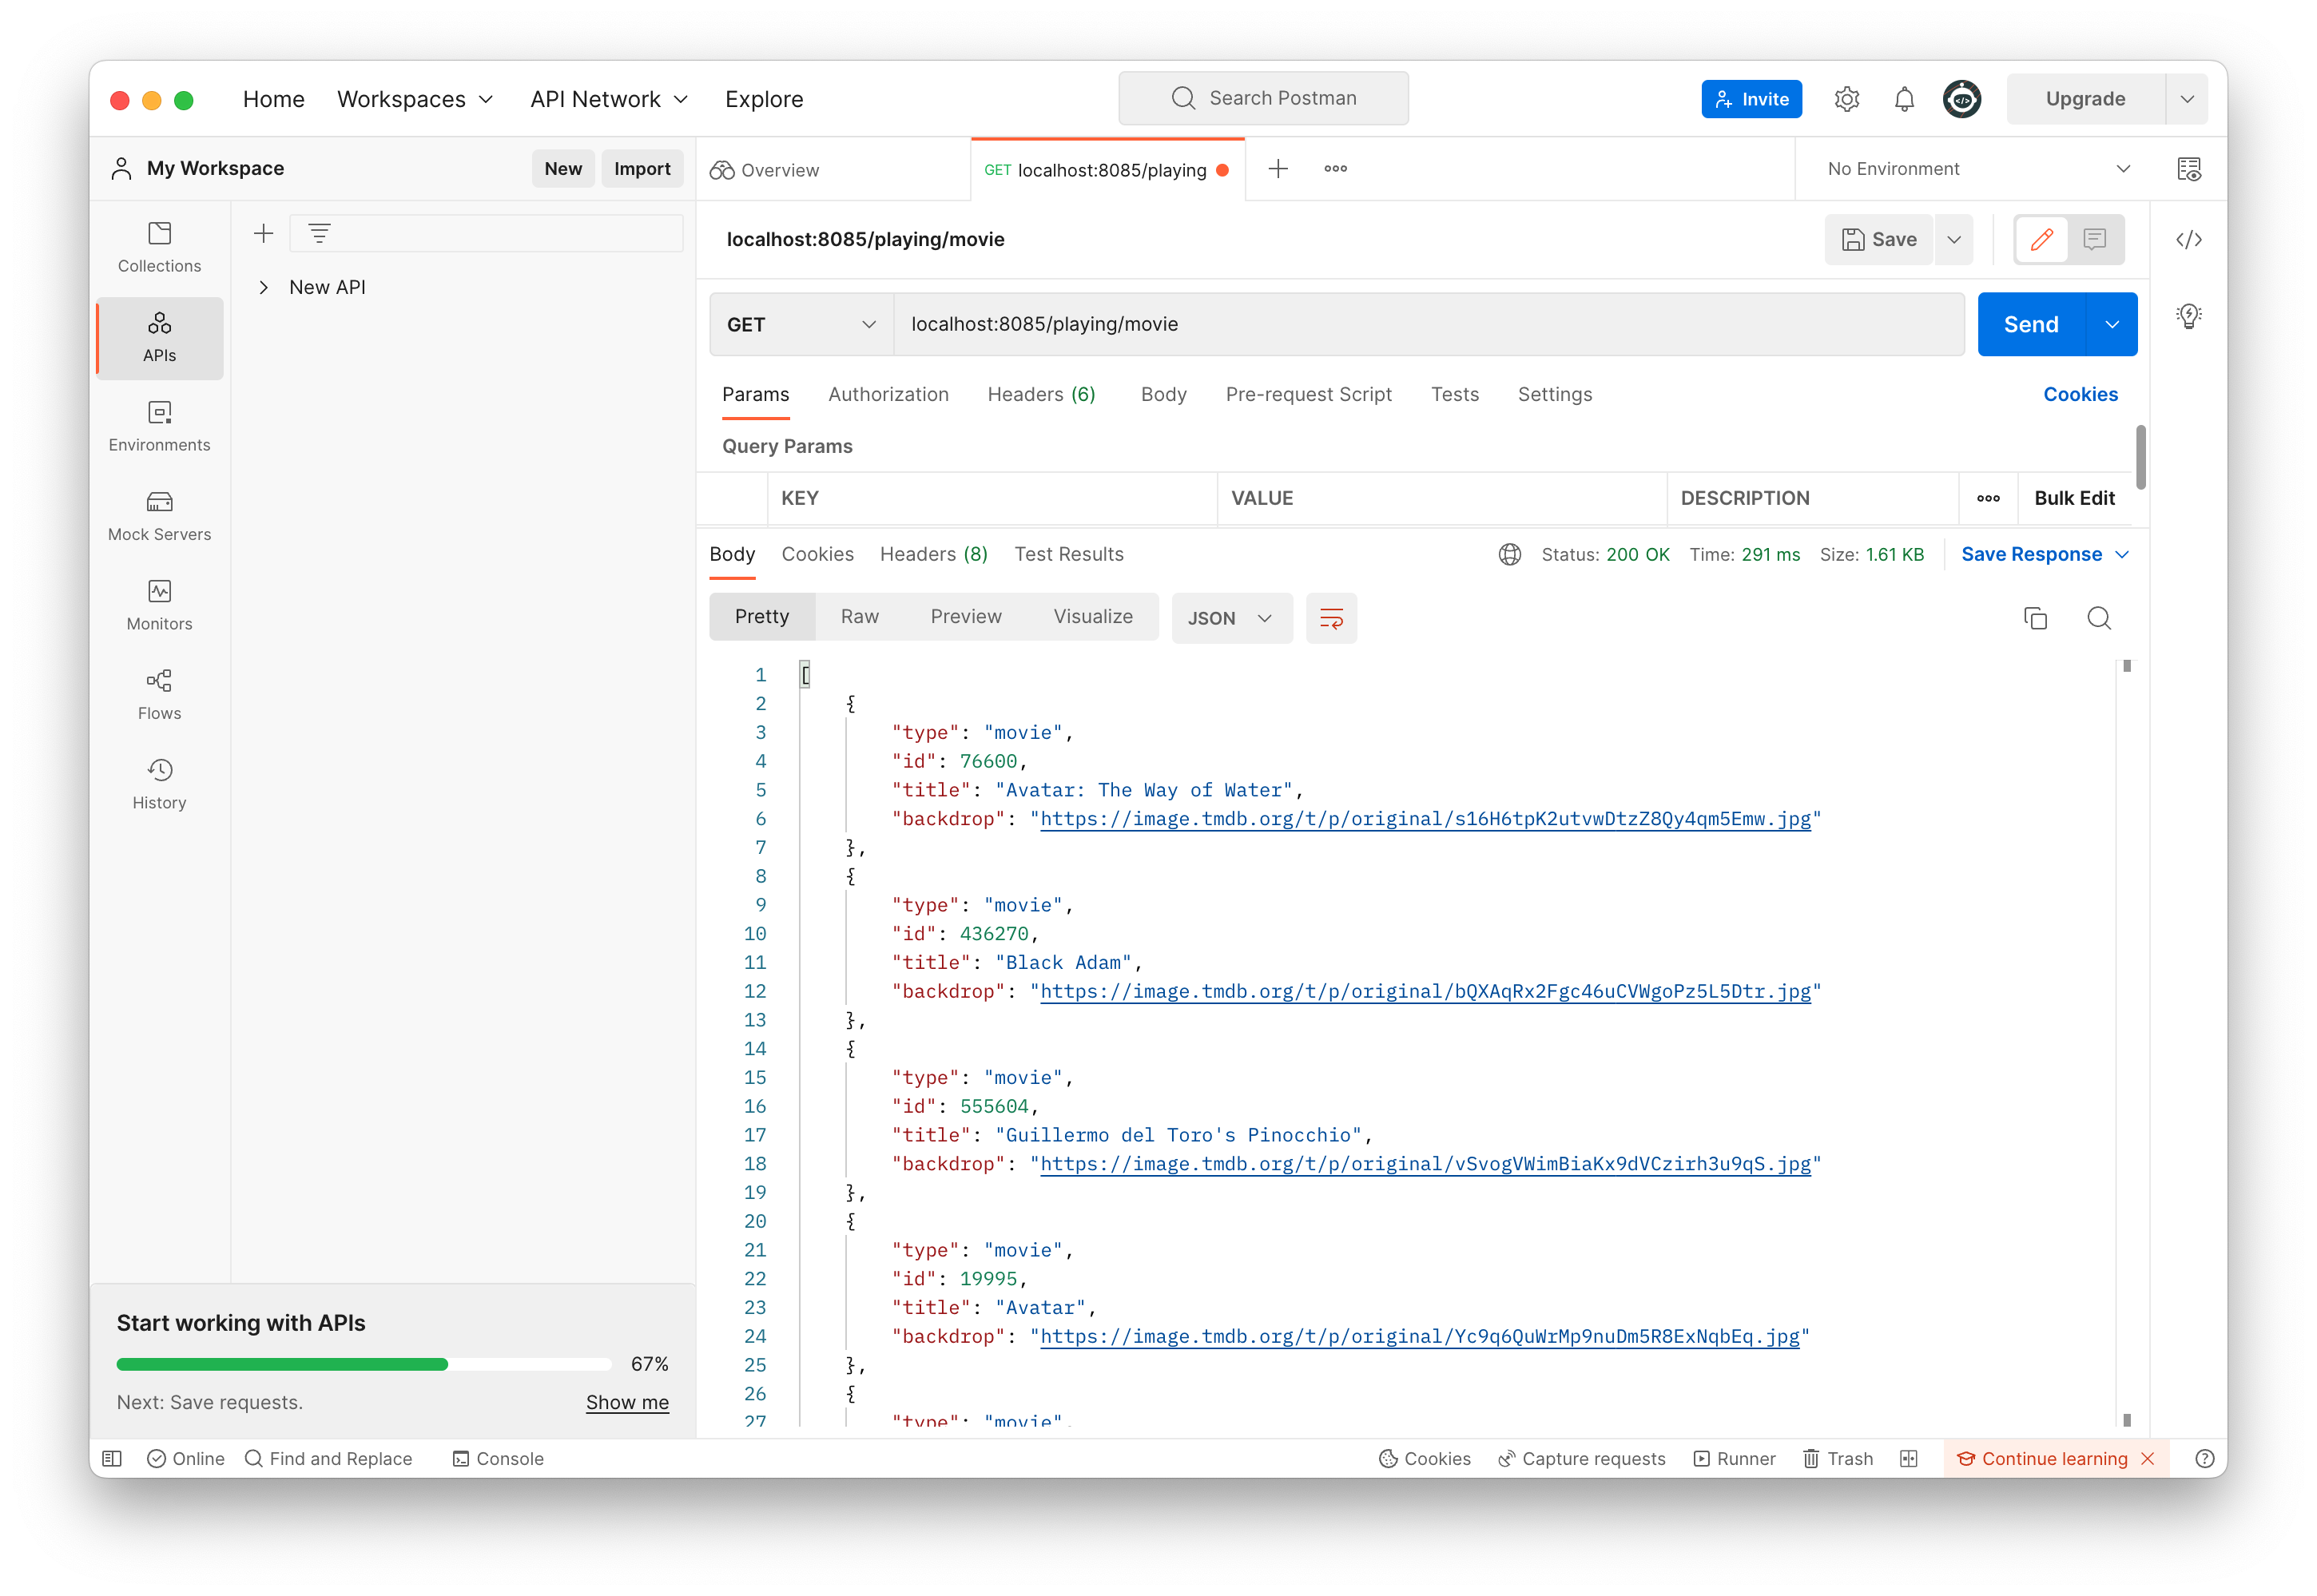 Home Workspaces API Network Explore Search Postman Invite Upgrade
My Workspace New Import Overview GET localhost:8085/playing No Environment
Collections
APIs
Environments
Mock Servers
Monitors
Flows
History
New API
localhost:8085/playing/movie Save
GET localhost:8085/playing/movie Send
Params Authorization Headers (6) Body Pre-request Script Tests Settings Cookies
Query Params
KEY VALUE DESCRIPTION Bulk Edit
Body Cookies Headers (8) Test Results Status: 200 OK Time: 291 ms Size: 1.61 KB Save Response
Pretty Raw Preview Visualize JSON
1 [
2 {
3 "type": "movie",
4 "id": 76600,
5 "title": "Avatar: The Way of Water",
6 "backdrop": "https://image.tmdb.org/t/p/original/s16H6tpK2utvwDtzZ8Qy4qm5Emw.jpg"
7 },
8 {
9 "type": "movie",
10 "id": 436270,
11 "title": "Black Adam",
12 "backdrop": "https://image.tmdb.org/t/p/original/bQXAqRx2Fgc46uCVWgoPz5L5Dtr.jpg"
13 },
14 {
15 "type": "movie",
16 "id": 555604,
17 "title": "Guillermo del Toro's Pinocchio",
18 "backdrop": "https://image.tmdb.org/t/p/original/vSvogVWimBiaKx9dVCzirh3u9qS.jpg"
19 },
20 {
21 "type": "movie",
22 "id": 19995,
23 "title": "Avatar",
24 "backdrop": "https://image.tmdb.org/t/p/original/Yc9q6QuWrMp9nuDm5R8ExNqbEq.jpg"
25 },
26 {
27 "type": "movie",
Start working with APIs
67%
Next: Save requests. Show me
Online Find and Replace Console Cookies Capture requests Runner Trash Continue learning